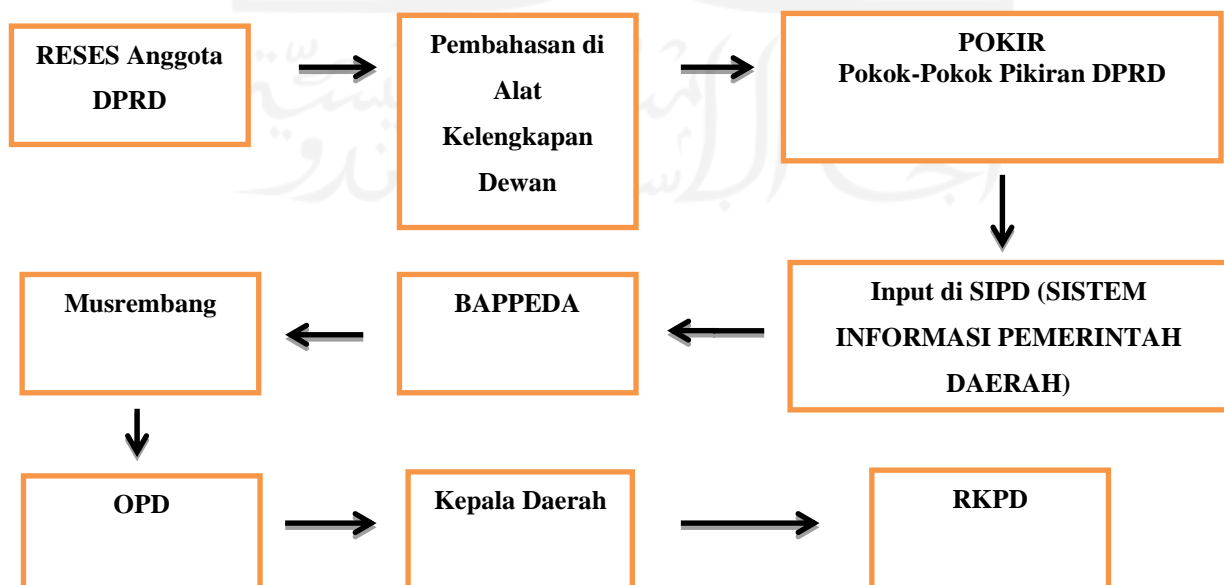 RESES Anggota
DPRD
Pembahasan di
Alat
Kelengkapan
Dewan
POKIR
Pokok-Pokok Pikiran DPRD
Input di SIPD (SISTEM
INFORMASI PEMERINTAH
DAERAH)
BAPPEDA
Musrembang
OPD
Kepala Daerah
RKPD